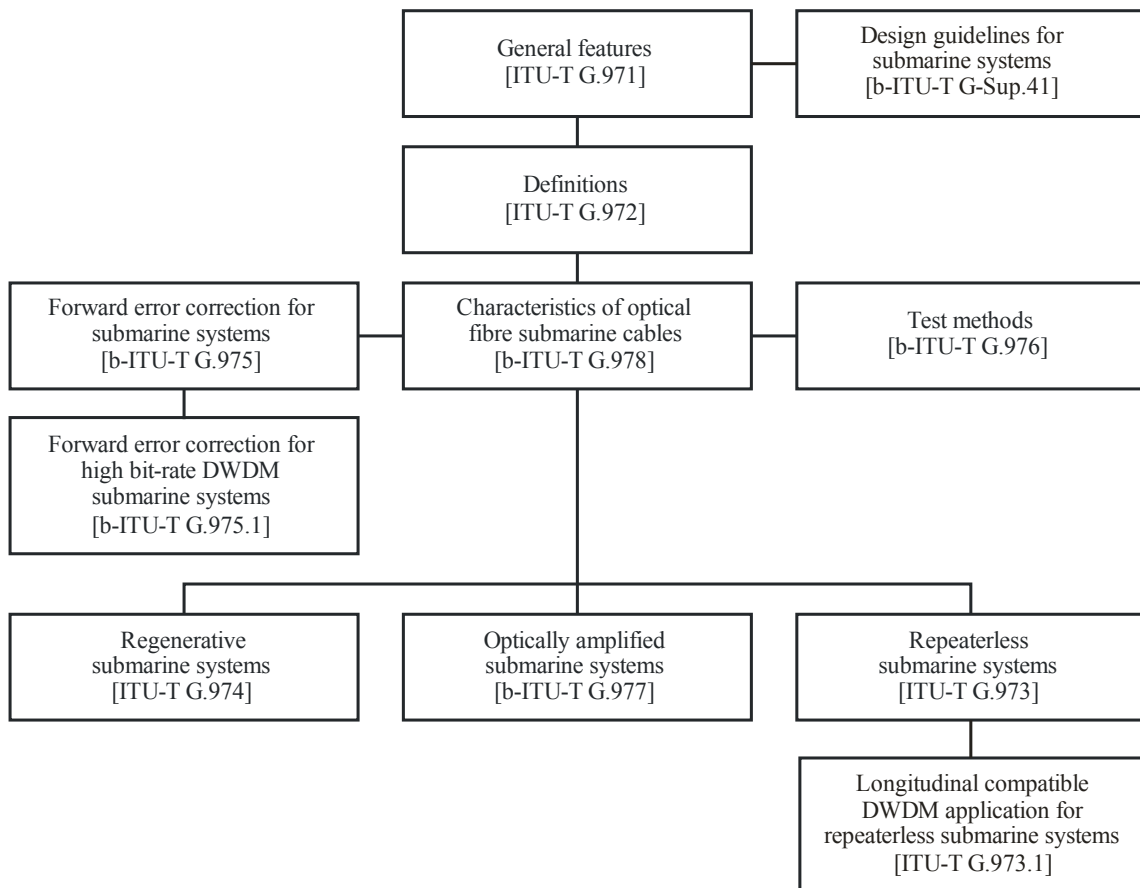 General features
[ITU-T G.971]
Design guidelines for
submarine systems
[b-ITU-T G-Sup.41]
Definitions
[ITU-T G.972]
Forward error correction for
submarine systems
[b-ITU-T G.975]
Characteristics of optical
fibre submarine cables
[b-ITU-T G.978]
Test methods
[b-ITU-T G.976]
Forward error correction for
high bit-rate DWDM
submarine systems
[b-ITU-T G.975.1]
Regenerative
submarine systems
[ITU-T G.974]
Optically amplified
submarine systems
[b-ITU-T G.977]
Repeaterless
submarine systems
[ITU-T G.973]
Longitudinal compatible
DWDM application for
repeaterless submarine systems
[ITU-T G.973.1]